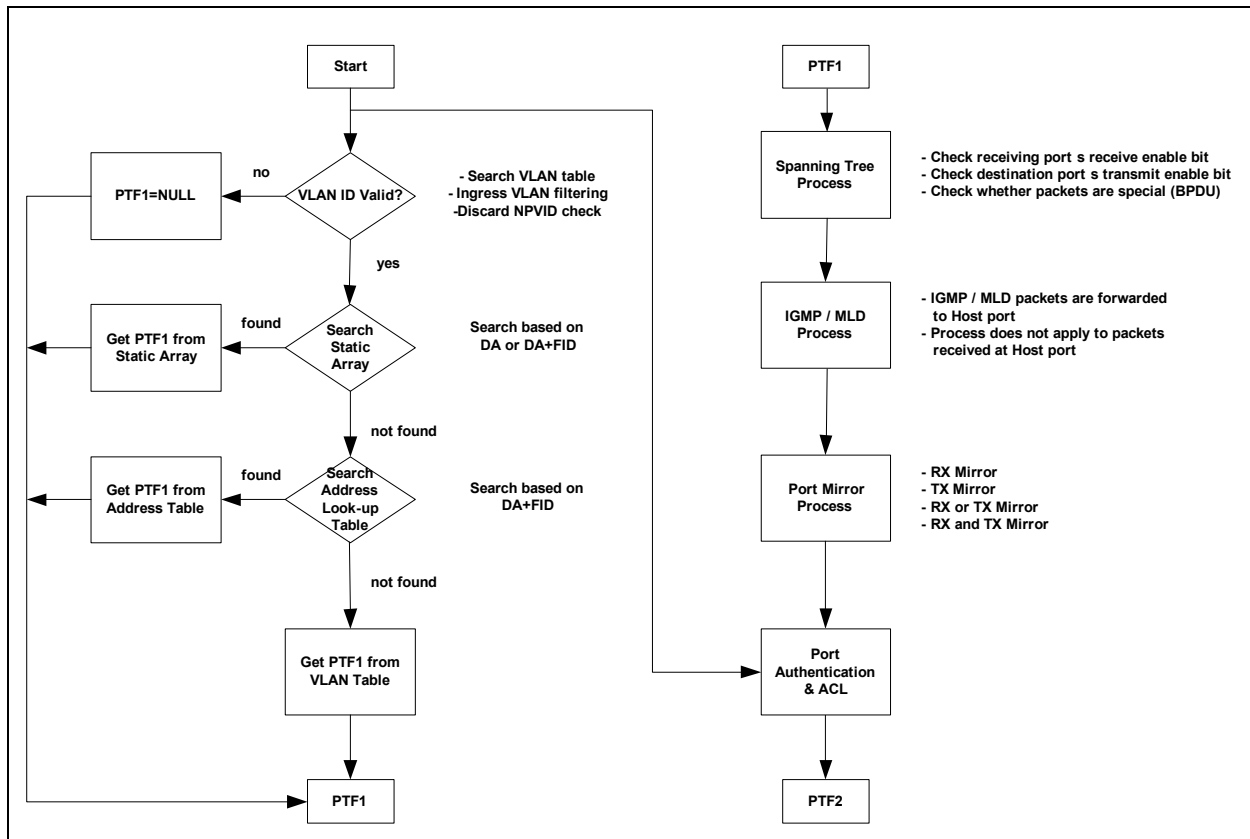 Start
VLAN ID Valid?
no
PTF1=NULL
- Search VLAN table
- Ingress VLAN filtering
-Discard NPVID check
yes
Search
Static
Array
found
Get PTF1 from
Static Array
Search based on
DA or DA+FID
not found
Search
Address
Look-up
Table
found
Get PTF1 from
Address Table
Search based on
DA+FID
not found
Get PTF1 from
VLAN Table
PTF1
PTF1
Spanning Tree
Process
- Check receiving port s receive enable bit
- Check destination port s transmit enable bit
- Check whether packets are special (BPDU)
IGMP / MLD
Process
- IGMP / MLD packets are forwarded
to Host port
- Process does not apply to packets
received at Host port
Port Mirror
Process
- RX Mirror
- TX Mirror
- RX or TX Mirror
- RX and TX Mirror
Port
Authentication
& ACL
PTF2